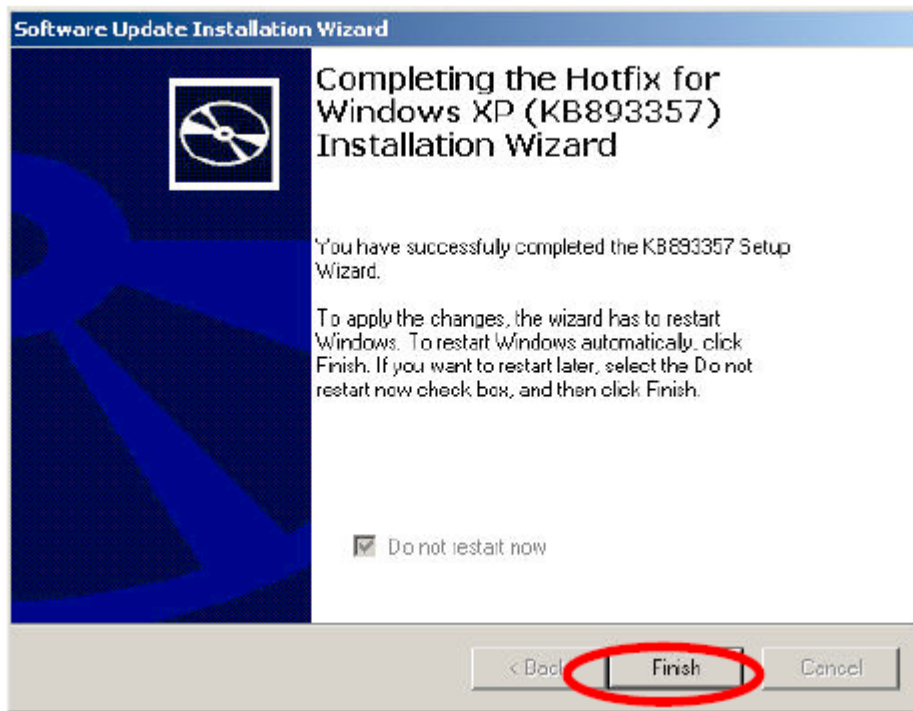 Software Update Installation Wizard
Completing the Hotfix for
Windows XP (KB893357)
Installation Wizard
You have successfully completed the KB893357 Setup
Wizard.
To apply the changes, the wizard has to restart
Windows. To restart Windows automatically, click
Finish. If you want to restart later, select the Do not
restart now check box, and then click Finish.
Do not restart now
< Back
Finish
Cancel